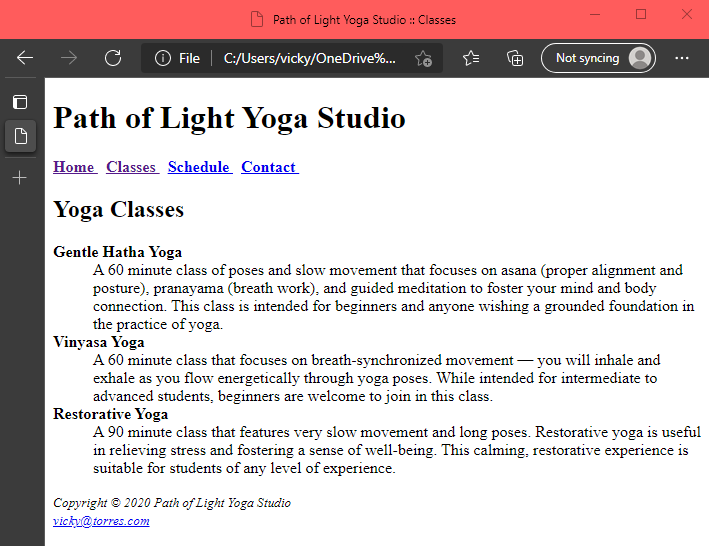 Path of Light Yoga Studio :: Classes
File | C:/Users/vicky/OneDrive%... Not syncing
Path of Light Yoga Studio
Home Classes Schedule Contact
Yoga Classes
Gentle Hatha Yoga
A 60 minute class of poses and slow movement that focuses on asana (proper alignment and
posture), pranayama (breath work), and guided meditation to foster your mind and body
connection. This class is intended for beginners and anyone wishing a grounded foundation in
the practice of yoga.
Vinyasa Yoga
A 60 minute class that focuses on breath-synchronized movement — you will inhale and
exhale as you flow energetically through yoga poses. While intended for intermediate to
advanced students, beginners are welcome to join in this class.
Restorative Yoga
A 90 minute class that features very slow movement and long poses. Restorative yoga is useful
in relieving stress and fostering a sense of well-being. This calming, restorative experience is
suitable for students of any level of experience.
Copyright © 2020 Path of Light Yoga Studio
vicky@torres.com